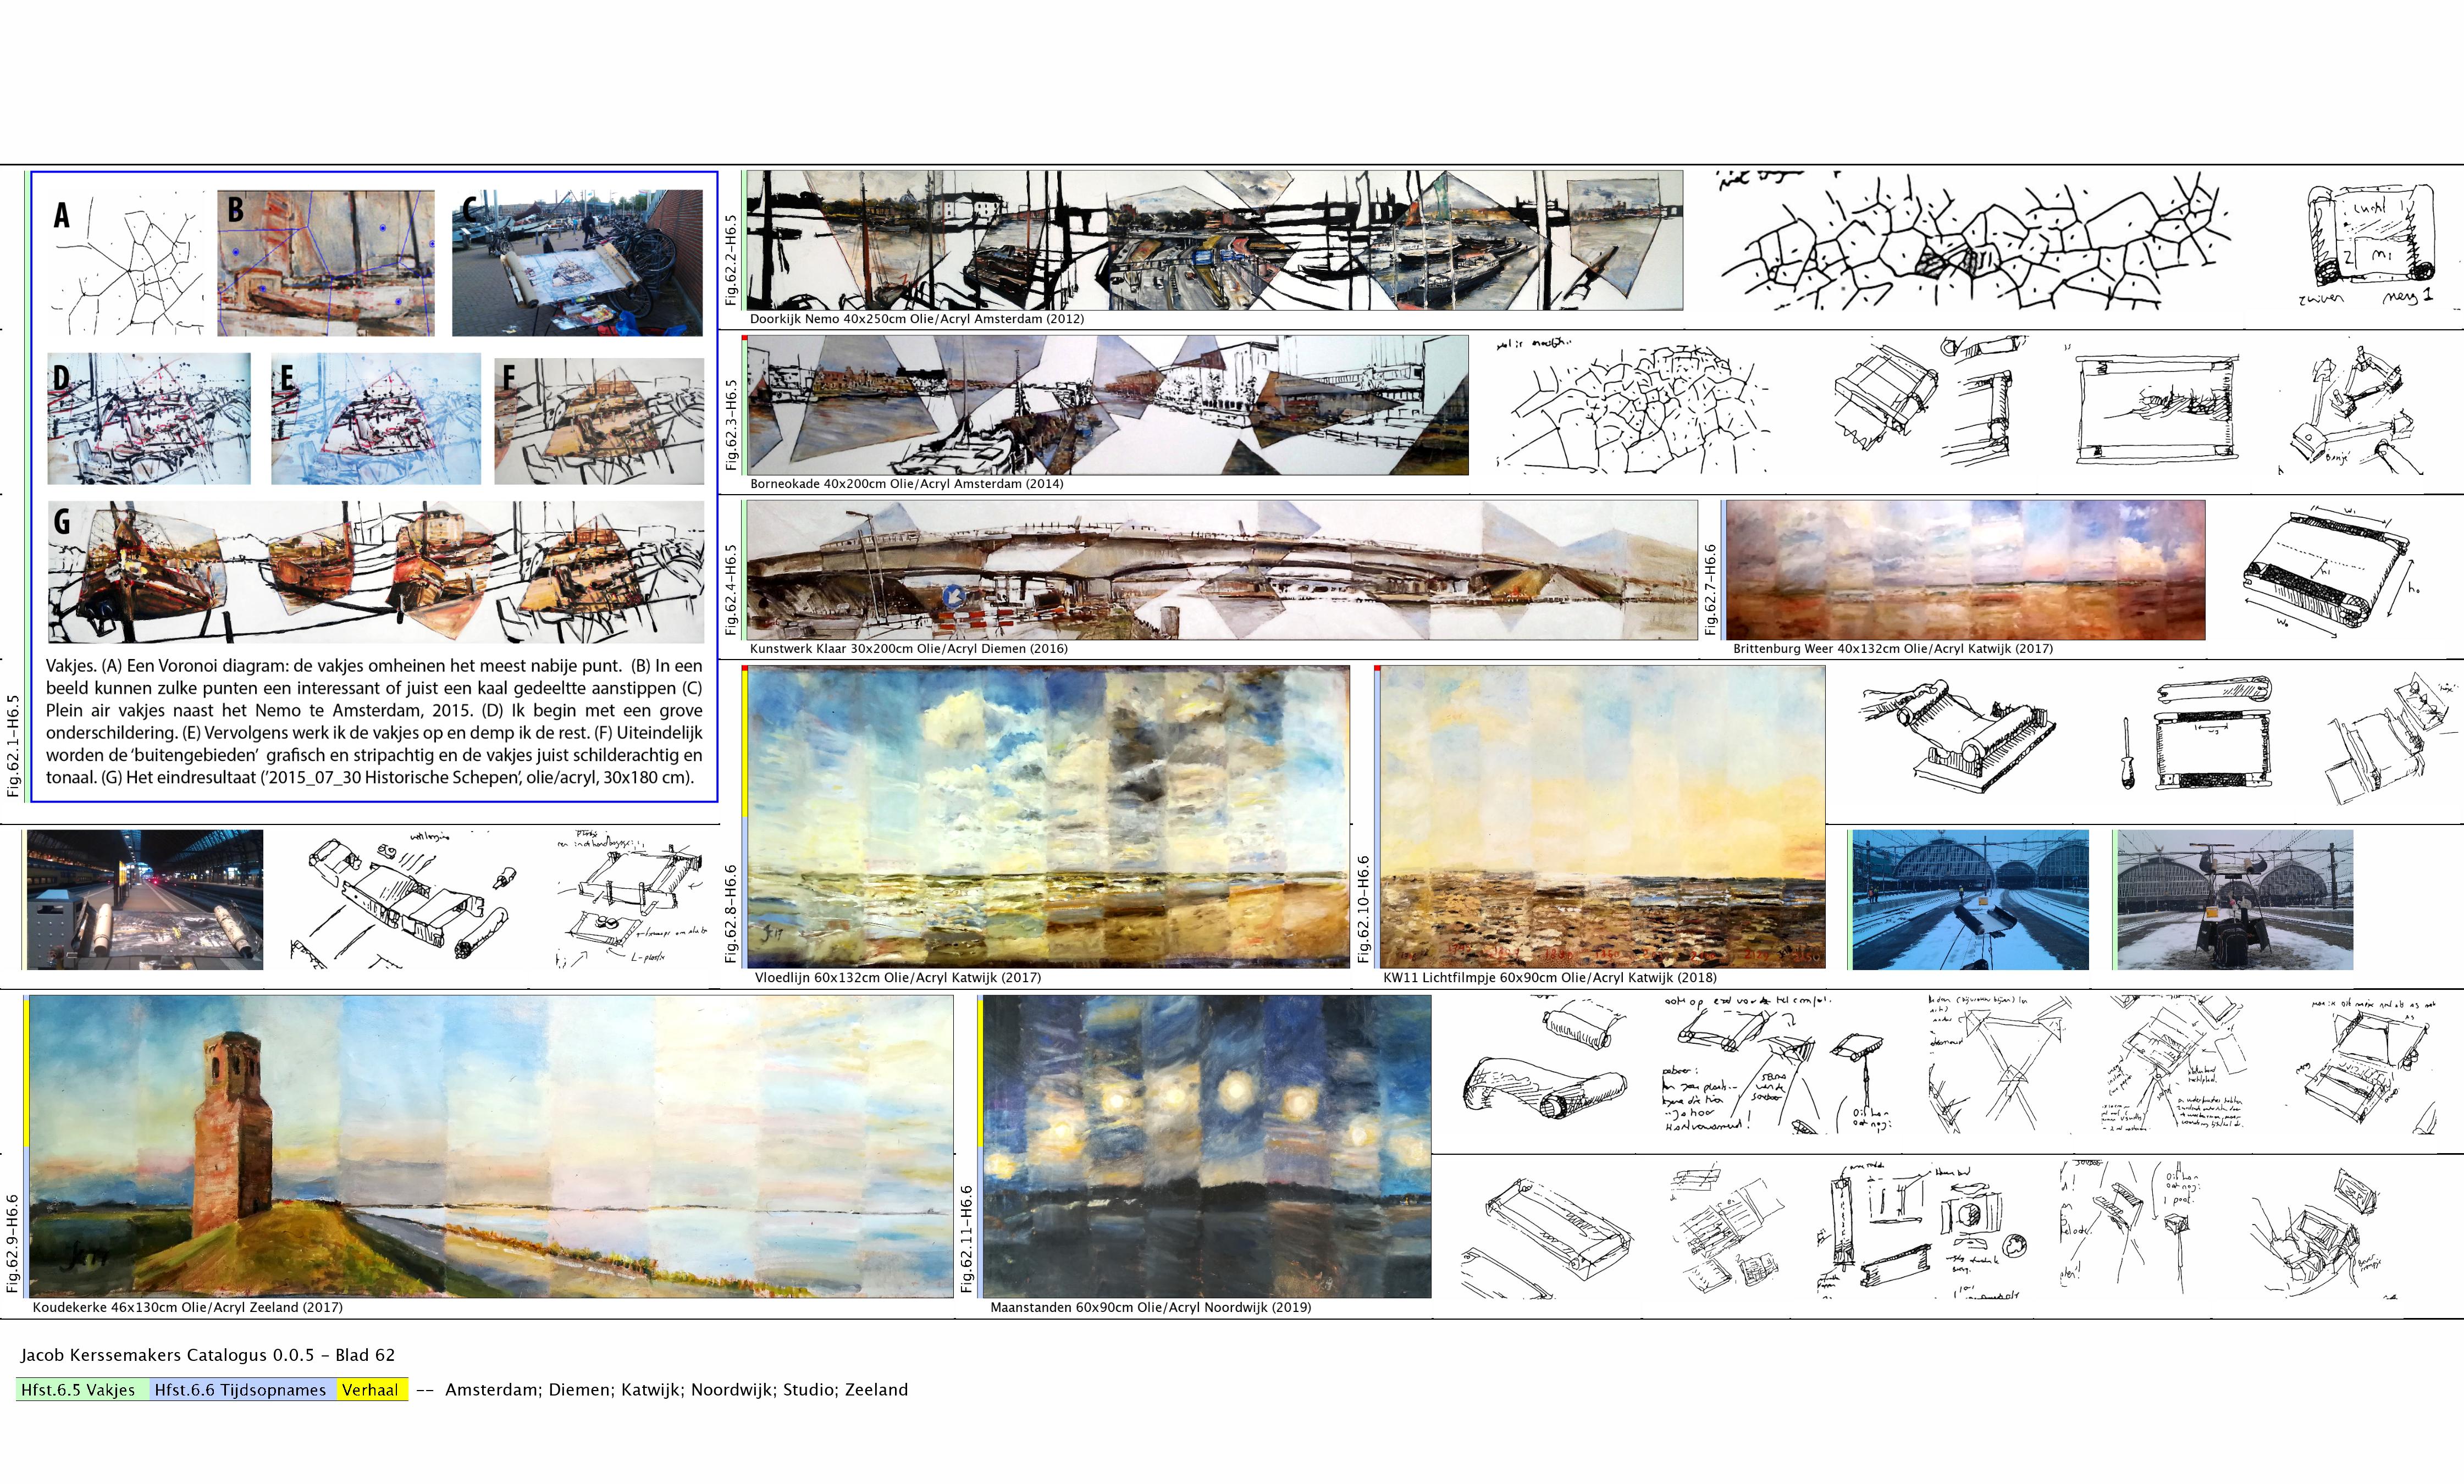 A
B
C
D
E
F
G
Vakjes. (A) Een Voronoi diagram: de vakjes omheinen het meest nabije punt. (B) In een
beeld kunnen zulke punten een interessant of juist een kaal gedeeltte aanstippen (C)
Plein air vakjes naast het Nemo te Amsterdam, 2015. (D) Ik begin met een grove
onderschildering. (E) Vervolgens werk ik de vakjes op en demp ik de rest. (F) Uiteindelijk
worden de 'buitengebieden' grafisch en stripachtig en de vakjes juist schilderachtig en
tonaal. (G) Het eindresultaat ('2015_07_30 Historische Schepen', olie/acryl, 30x180 cm).
Fig.62.1-H6.5
Fig.62.2-H6.5
Doorkijk Nemo 40x250cm Olie/Acryl Amsterdam (2012)
lucht 1
Fig.62.3-H6.5
Borneokade 40x200cm Olie/Acryl Amsterdam (2014)
Fig.62.4-H6.5
Kunstwerk Klaar 30x200cm Olie/Acryl Diemen (2016)
Fig.62.7-H6.6
Brittenburg Weer 40x132cm Olie/Acryl Katwijk (2017)
Fig.62.8-H6.6
Vloedlijn 60x132cm Olie/Acryl Katwijk (2017)
Fig.62.10-H6.6
KW11 Lichtfilmpje 60x90cm Olie/Acryl Katwijk (2018)
Fig.62.9-H6.6
Koudekerke 46x130cm Olie/Acryl Zeeland (2017)
Fig.62.11-H6.6
Maanstanden 60x90cm Olie/Acryl Noordwijk (2019)
Jacob Kerssemakers Catalogus 0.0.5 - Blad 62
Hfst.6.5 Vakjes Hfst.6.6 Tijdsopnames Verhaal -- Amsterdam; Diemen; Katwijk; Noordwijk; Studio; Zeeland